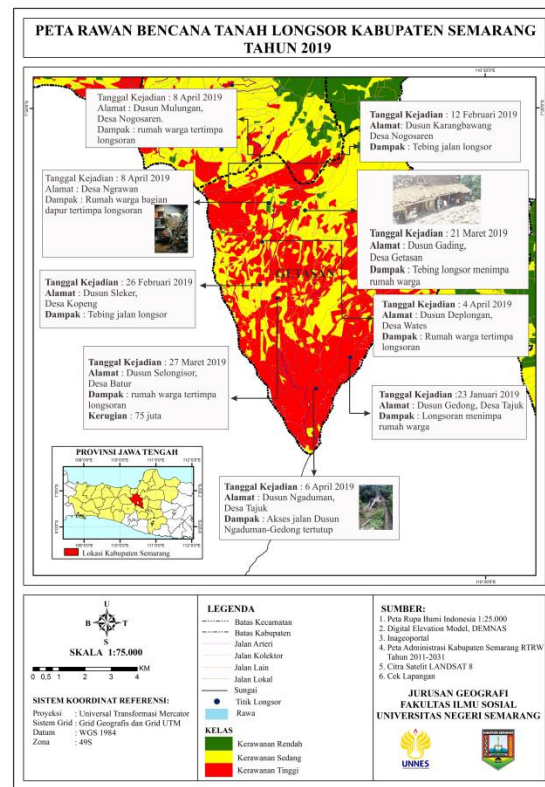 PETA RAWAN BENCANA TANAH LONGSOR KABUPATEN SEMARANG
TAHUN 2019
110°30'0"E
Tanggal Kejadian : 8 April 2019
Alamat : Dusun Mulungan,
Desa Nogosaren.
Dampak : rumah warga tertimpa
longsoran
Tanggal Kejadian : 12 Februari 2019
Alamat: Dusun Karangbawang
Desa Nogosaren
Dampak : Tebing jalan longsor
Tanggal Kejadian : 8 April 2019
Alamat : Desa Ngrawan
Dampak : Rumah warga bagian
dapur tertimpa longsoran
Tanggal Kejadian : 21 Maret 2019
Alamat : Dusun Gading,
Desa Getasan
Dampak : Tebing longsor menimpa
rumah warga
GETASAN
Tanggal Kejadian : 26 Februari 2019
Alamat : Dusun Sleker,
Desa Kopeng
Dampak : Tebing jalan longsor
Tanggal Kejadian : 4 April 2019
Alamat : Dusun Deplongan,
Desa Wates
Dampak : Rumah warga tertimpa
longsoran
Tanggal Kejadian : 27 Maret 2019
Alamat : Dusun Selongisor,
Desa Batur
Dampak : rumah warga tertimpa
longsoran
Kerugian : 75 juta
Tanggal Kejadian :23 Januari 2019
Alamat : Dusun Gedong, Desa Tajuk
Dampak : Longsoran menimpa
rumah warga
Tanggal Kejadian : 6 April 2019
Alamat : Dusun Ngaduman,
Desa Tajuk
Dampak : Akses jalan Dusun
Ngaduman-Gedong tertutup
PROVINSI JAWA TENGAH
Lokasi Kabupaten Semarang
110°30'0"E
U
B T
S
SKALA 1:75.000
0 0,5 1 2 3 4
KM
SISTEM KOORDINAT REFERENSI:
Proyeksi : Universal Transformasi Mercator
Sistem Grid : Grid Geografis dan Grid UTM
Datum : WGS 1984
Zona : 49S
LEGENDA
Batas Kecamatan
Batas Kabupaten
Jalan Arteri
Jalan Kolektor
Jalan Lain
Jalan Lokal
Sungai
Titik Longsor
Rawa
KELAS
Kerawanan Rendah
Kerawanan Sedang
Kerawanan Tinggi
SUMBER:
1. Peta Rupa Bumi Indonesia 1:25.000
2. Digital Elevation Model, DEMNAS
3. Inageoportal
4. Peta Administrasi Kabupaten Semarang RTRW
Tahun 2011-2031
5. Citra Satelit LANDSAT 8
6. Cek Lapangan
JURUSAN GEOGRAFI
FAKULTAS ILMU SOSIAL
UNIVERSITAS NEGERI SEMARANG
UNNES